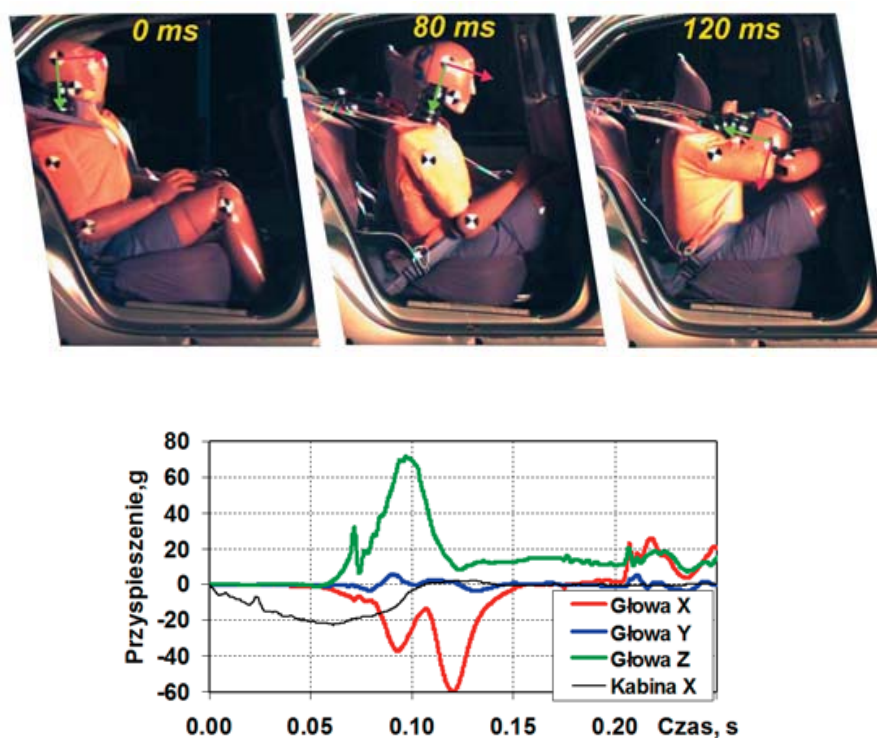 0 ms
80 ms
120 ms
Przyspieszenie,g
80
60
40
20
0
-20
-40
-60
Głowa X
Głowa Y
Głowa Z
Kabina X
0.00 0.05 0.10 0.15 0.20 Czas, s